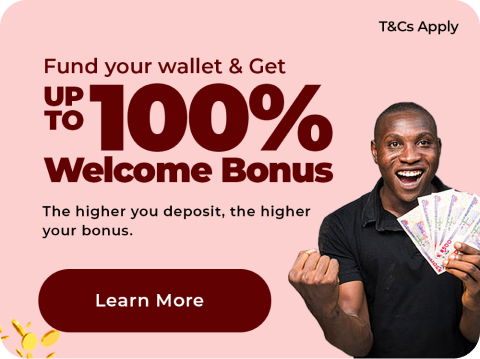 T&Cs Apply
Fund your wallet & Get
UP TO 100%
Welcome Bonus
The higher you deposit, the higher
your bonus.
Learn More